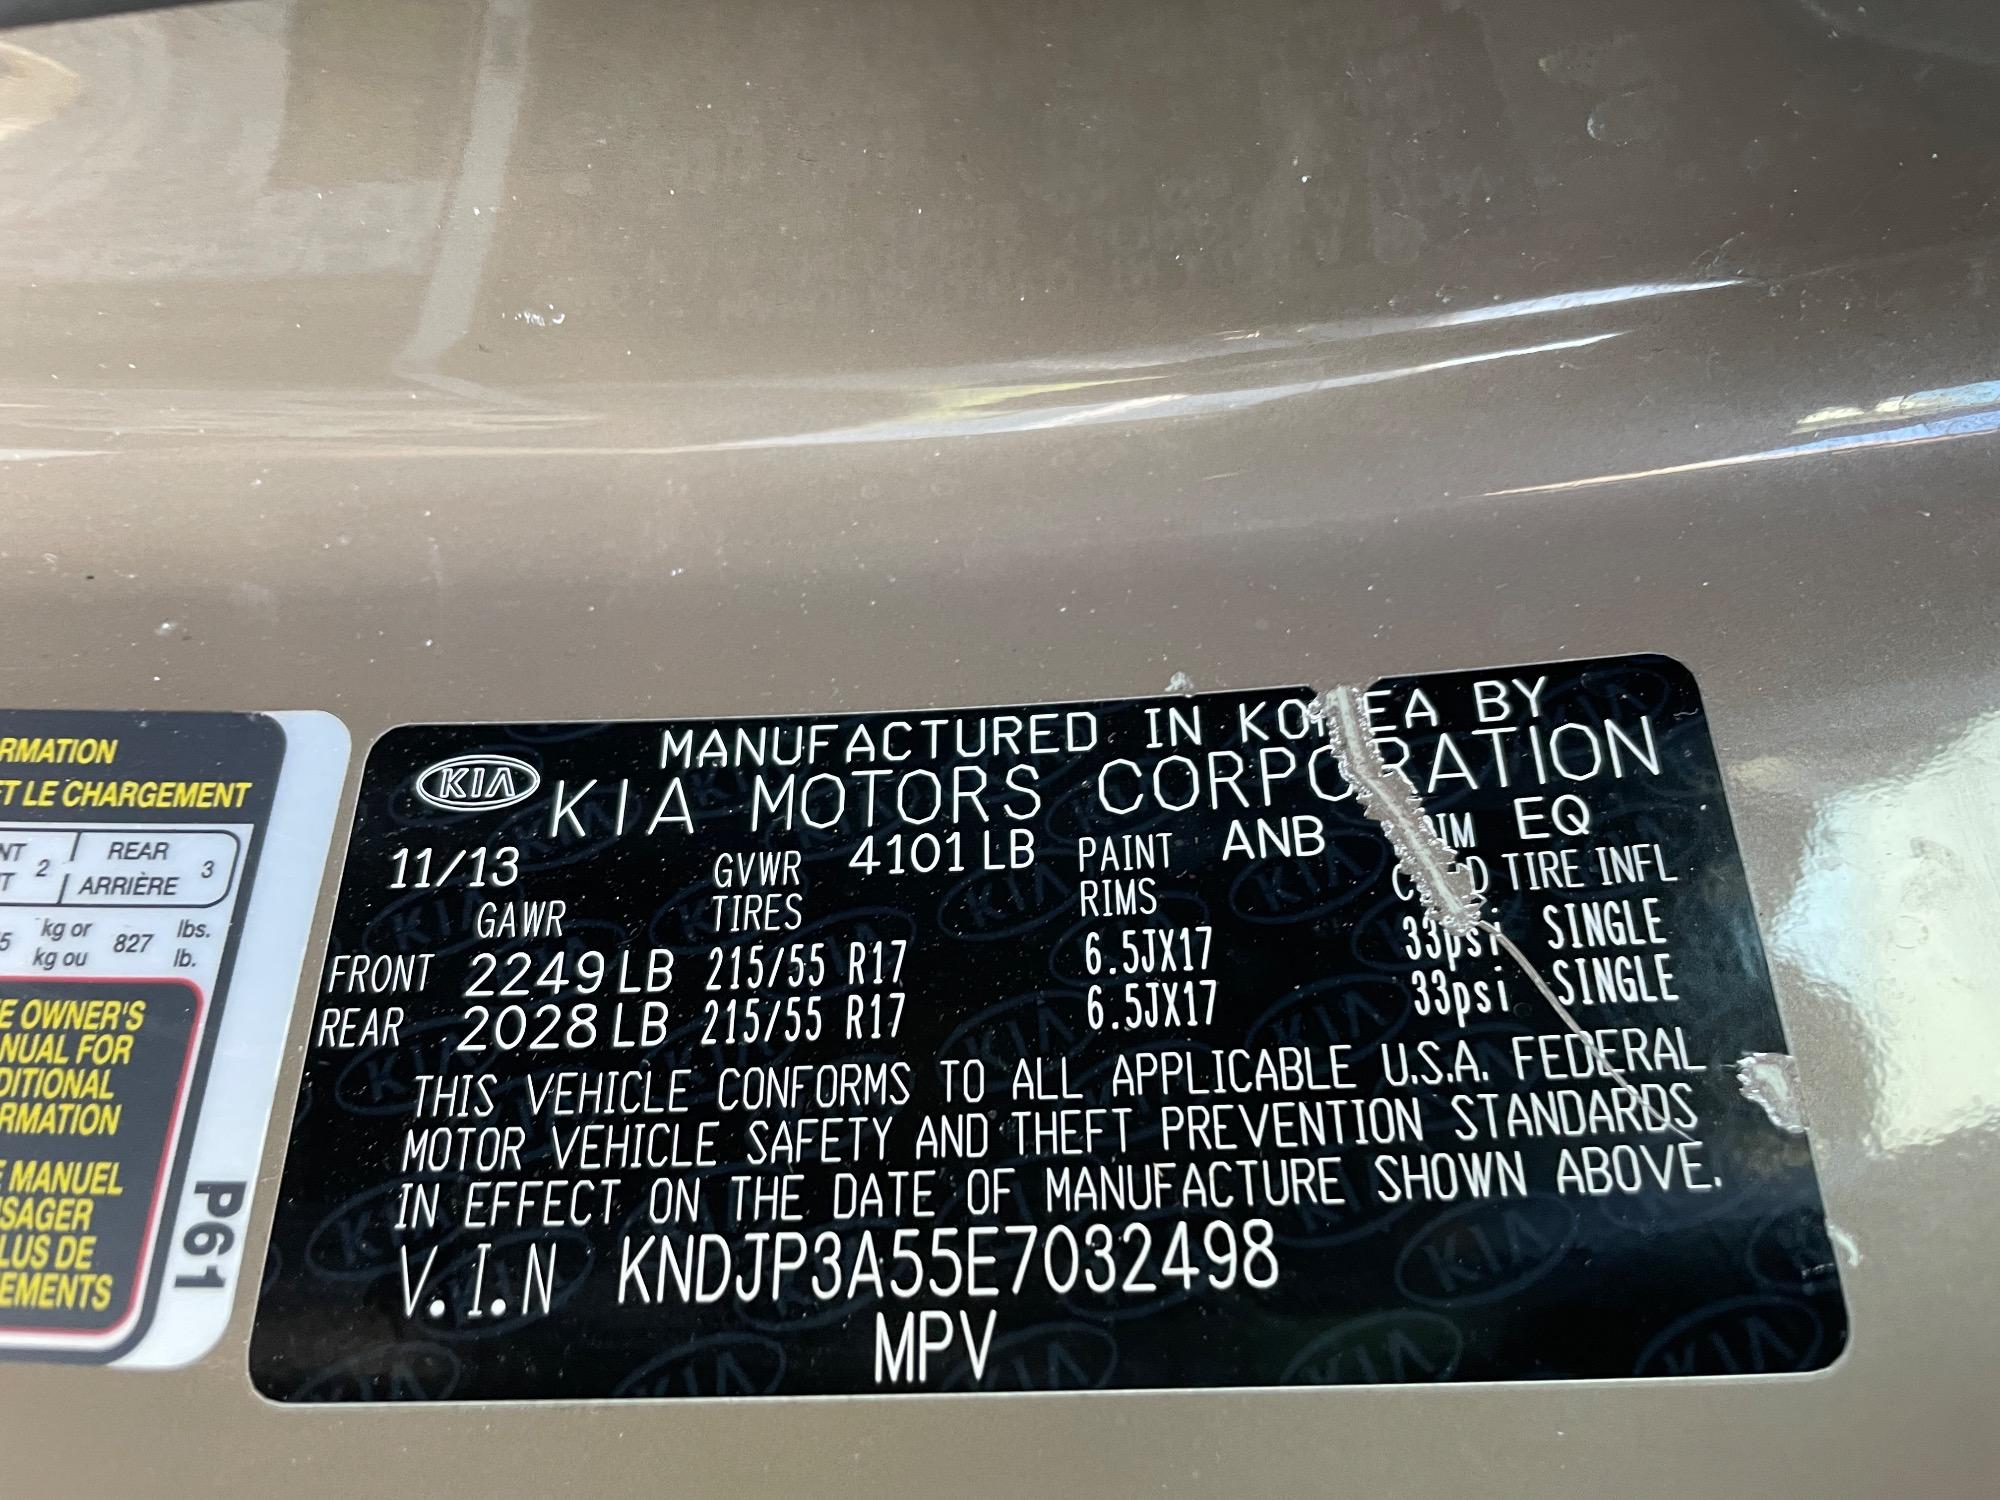 RMATION
ET LE CHARGEMENT
NT 2 REAR 3
T ARRIÈRE
5 kg or 827 lbs.
kg ou lb.
E OWNER'S
NUAL FOR
DITIONAL
RMATION
E MANUEL
SAGER
LUS DE
EMENTS
P61
MANUFACTURED IN KOREA BY
KIA KIA MOTORS CORPORATION
11/13 GVWR 4101 LB PAINT ANB IM EQ
GAWR TIRES RIMS C D TIRE INFL
FRONT 2249 LB 215/55 R17 6.5JX17 33psi SINGLE
REAR 2028 LB 215/55 R17 6.5JX17 33psi SINGLE
THIS VEHICLE CONFORMS TO ALL APPLICABLE U.S.A. FEDERAL
MOTOR VEHICLE SAFETY AND THEFT PREVENTION STANDARDS
IN EFFECT ON THE DATE OF MANUFACTURE SHOWN ABOVE.
V.I.N KNDJP3A55E7032498
MPV